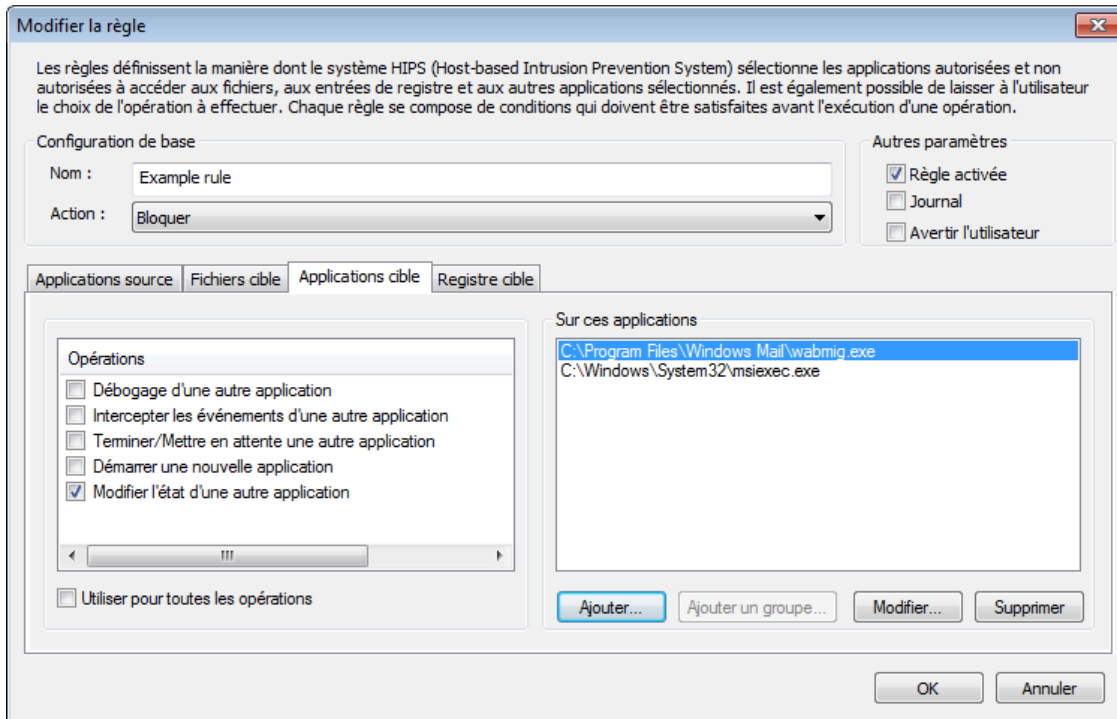 Modifier la règle
Les règles définissent la manière dont le système HIPS (Host-based Intrusion Prevention System) sélectionne les applications autorisées et non
autorisées à accéder aux fichiers, aux entrées de registre et aux autres applications sélectionnés. Il est également possible de laisser à l'utilisateur
le choix de l'opération à effectuer. Chaque règle se compose de conditions qui doivent être satisfaites avant l'exécution d'une opération.
Configuration de base
Nom :
Example rule
Action :
Bloquer
Autres paramètres
Règle activée
Journal
Avertir l'utilisateur
Applications source
Fichiers cible
Applications cible
Registre cible
Opérations
Débogage d'une autre application
Intercepter les événements d'une autre application
Terminer/Mettre en attente une autre application
Démarrer une nouvelle application
Modifier l'état d'une autre application
Utiliser pour toutes les opérations
Sur ces applications
C:\Program Files\Windows Mail\wabmig.exe
C:\Windows\System32\msiexec.exe
Ajouter...
Ajouter un groupe...
Modifier...
Supprimer
OK
Annuler